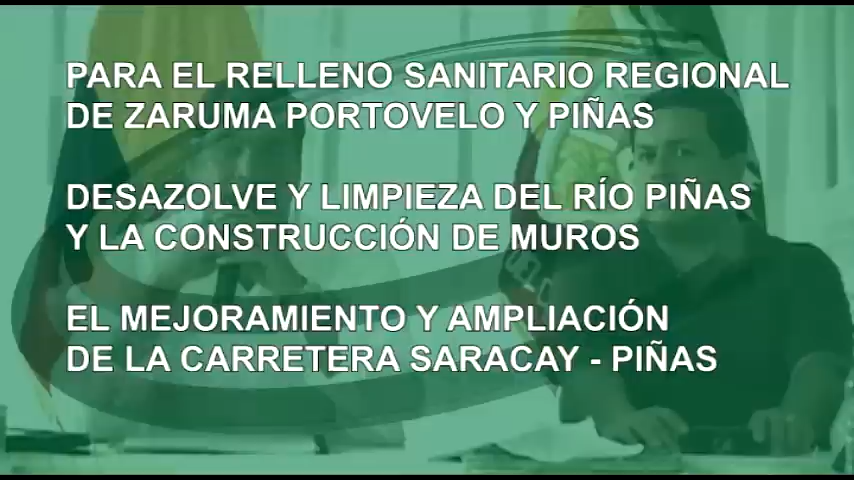 PARA EL RELLENO SANITARIO REGIONAL
DE ZARUMA PORTOVELO Y PIÑAS
DESAZOLVE Y LIMPIEZA DEL RÍO PIÑAS
Y LA CONSTRUCCIÓN DE MUROS
EL MEJORAMIENTO Y AMPLIACIÓN
DE LA CARRETERA SARACAY - PIÑAS